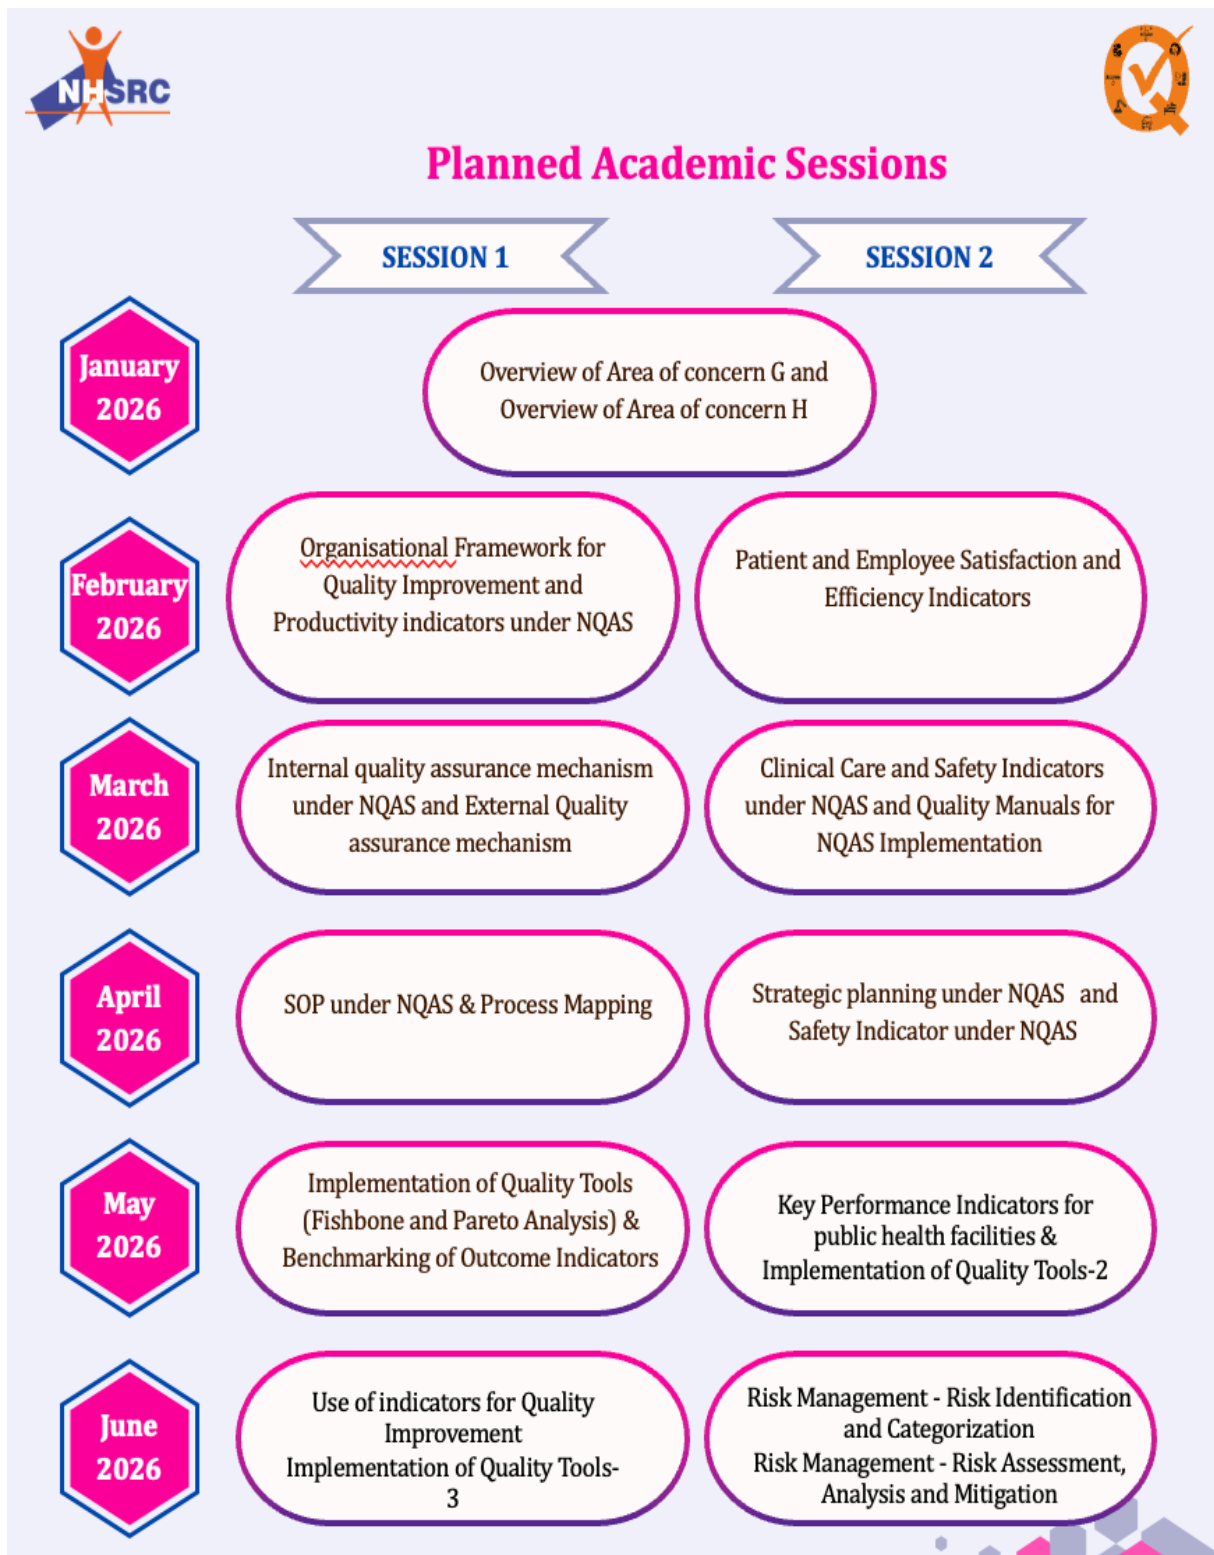 NHSRC
Planned Academic Sessions
SESSION 1
SESSION 2
January
2026
Overview of Area of concern G and
Overview of Area of concern H
February
2026
Organisational Framework for
Quality Improvement and
Productivity indicators under NQAS
Patient and Employee Satisfaction and
Efficiency Indicators
March
2026
Internal quality assurance mechanism
under NQAS and External Quality
assurance mechanism
Clinical Care and Safety Indicators
under NQAS and Quality Manuals for
NQAS Implementation
April
2026
SOP under NQAS & Process Mapping
Strategic planning under NQAS and
Safety Indicator under NQAS
May
2026
Implementation of Quality Tools
(Fishbone and Pareto Analysis) &
Benchmarking of Outcome Indicators
Key Performance Indicators for
public health facilities &
Implementation of Quality Tools-2
June
2026
Use of indicators for Quality
Improvement
Implementation of Quality Tools-
3
Risk Management - Risk Identification
and Categorization
Risk Management - Risk Assessment,
Analysis and Mitigation